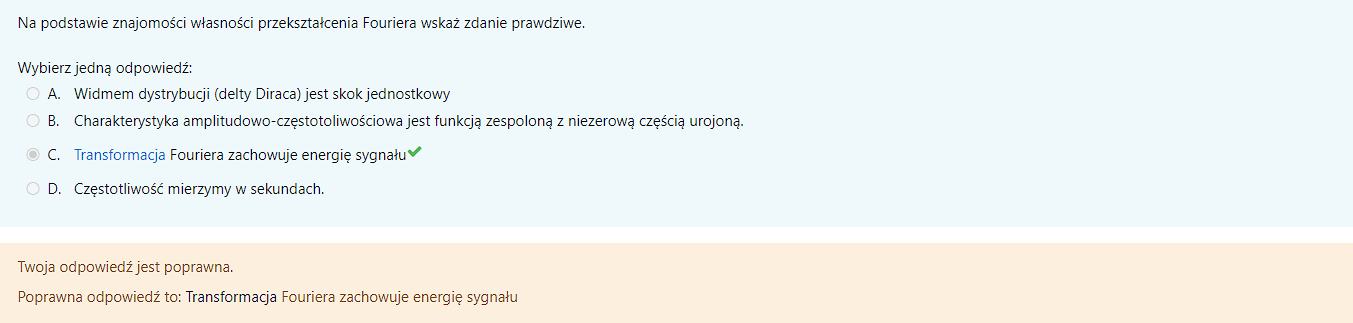 Na podstawie znajomości własności przekształcenia Fouriera wskaż zdanie prawdziwe.
Wybierz jedną odpowiedź:
A. Widmem dystrybucji (delty Diraca) jest skok jednostkowy
B. Charakterystyka amplitudowo-częstotoliwościowa jest funkcją zespoloną z niezerową częścią urojoną.
C. Transformacja Fouriera zachowuje energię sygnału
D. Częstotliwość mierzymy w sekundach.
Twoja odpowiedź jest poprawna.
Poprawna odpowiedź to: Transformacja Fouriera zachowuje energię sygnału